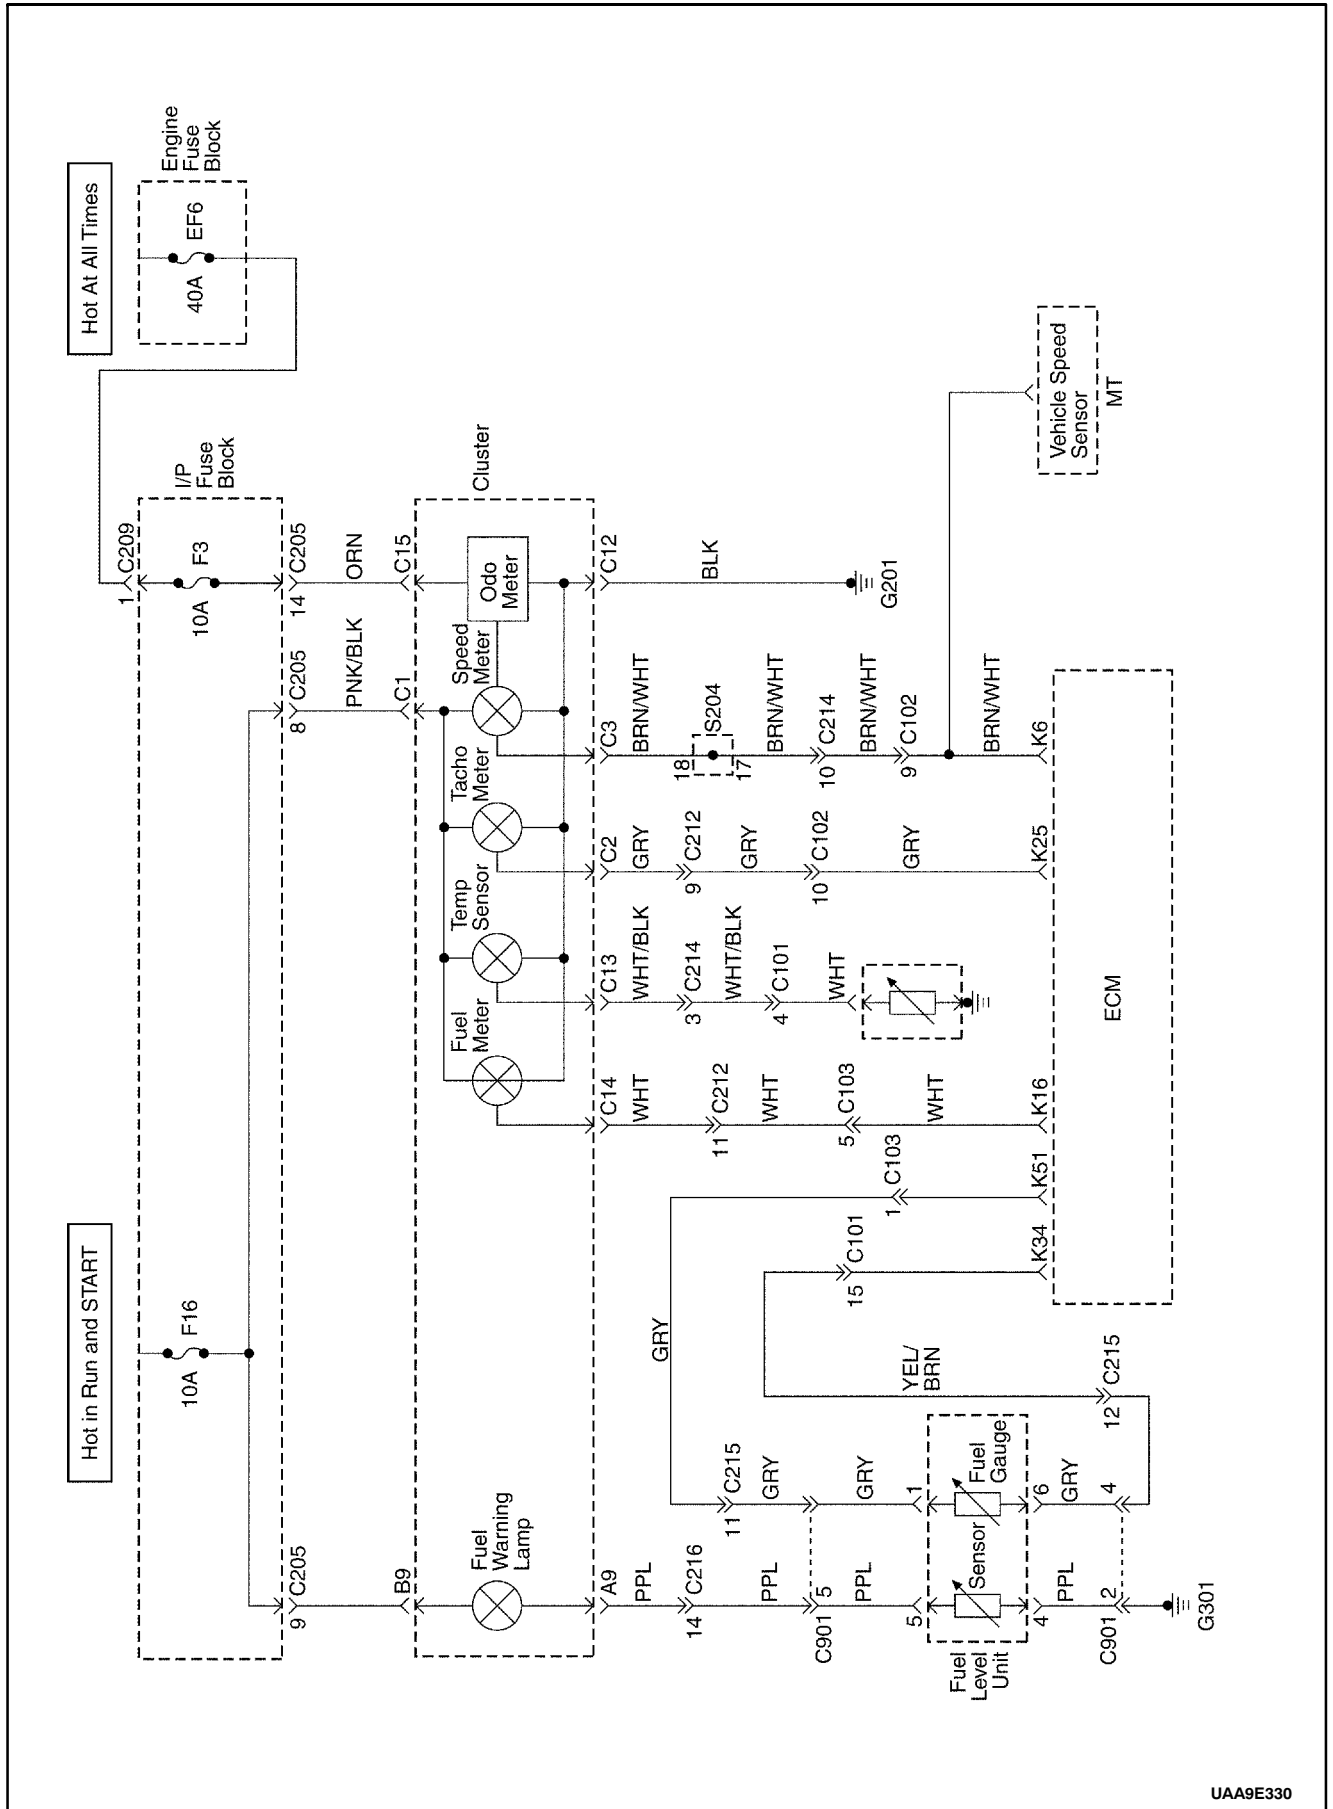 Hot in Run and START
Hot At All Times
Engine
Fuse
Block
40A
EF6
10A
F16
1
C209
10A
F3
I/P
Fuse
Block
9
C205
8
C205
14
C205
PNK/BLK
ORN
B9
C1
C15
Cluster
Fuel
Warning
Lamp
Fuel
Meter
Temp
Sensor
Tacho
Meter
Speed
Meter
Odo
Meter
A9
C14
C13
C2
C3
C12
PPL
WHT
WHT/BLK
GRY
BRN/WHT
BLK
GRY
14
C216
11
C212
3
C214
9
C212
18
S204
17
11
C215
PPL
GRY
WHT
WHT/BLK
GRY
BRN/WHT
C901
5
15
C101
5
C103
4
C101
10
C102
10
C214
1
C103
WHT
BRN/WHT
9
C102
G201
PPL
GRY
YEL/
BRN
WHT
GRY
BRN/WHT
5
1
Fuel
Level
Unit
Sensor
Fuel
Gauge
4
6
K34
K51
K16
K25
K6
Vehicle Speed
Sensor
MT
PPL
GRY
12
C215
C901
2
4
ECM
G301
UAA9E330